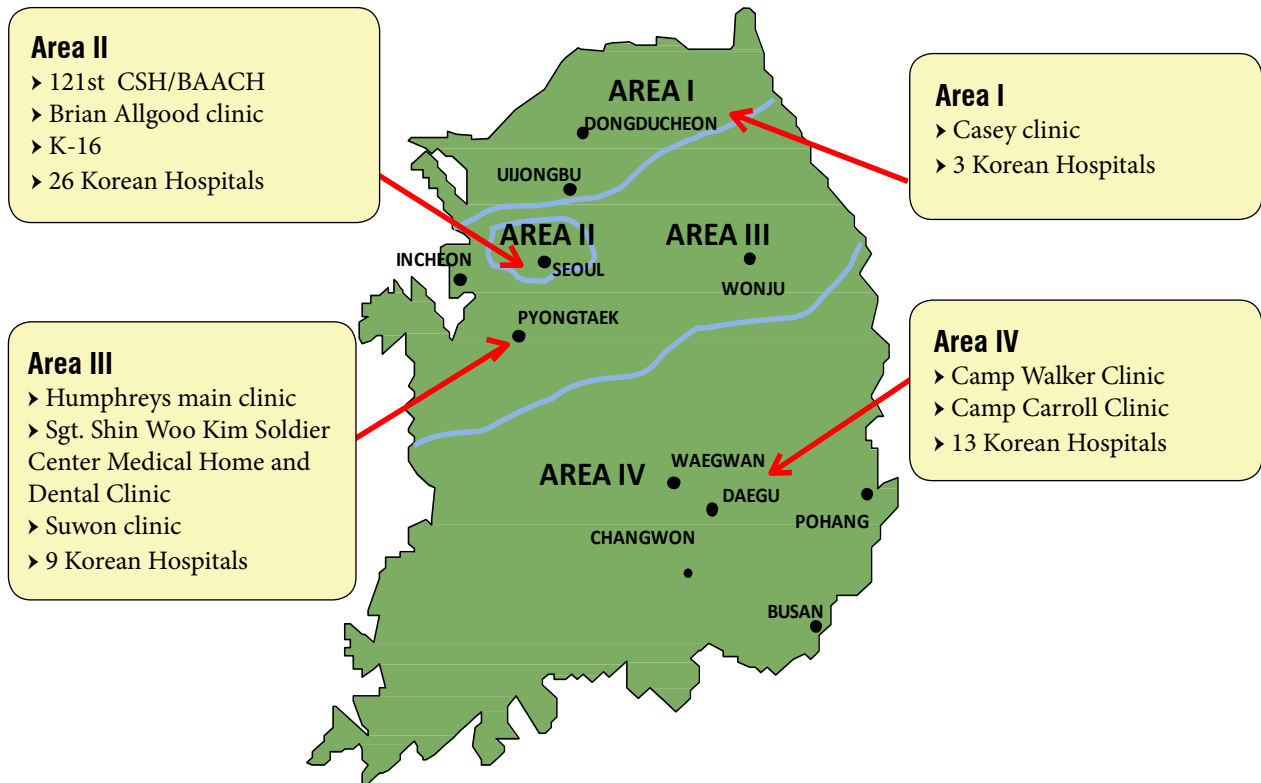 Area II
➤ 121st CSH/BAACH
➤ Brian Allgood clinic
➤ K-16
➤ 26 Korean Hospitals
Area I
➤ Casey clinic
➤ 3 Korean Hospitals
Area III
➤ Humphreys main clinic
➤ Sgt. Shin Woo Kim Soldier
Center Medical Home and
Dental Clinic
➤ Suwon clinic
➤ 9 Korean Hospitals
Area IV
➤ Camp Walker Clinic
➤ Camp Carroll Clinic
➤ 13 Korean Hospitals
AREA I
DONGDUCHEON
UIJONGBU
AREA II
AREA III
INCHEON
SEOUL
WONJU
PYONGTAEK
WAEGWAN
AREA IV
DAEGU
POHANG
CHANGWON
BUSAN